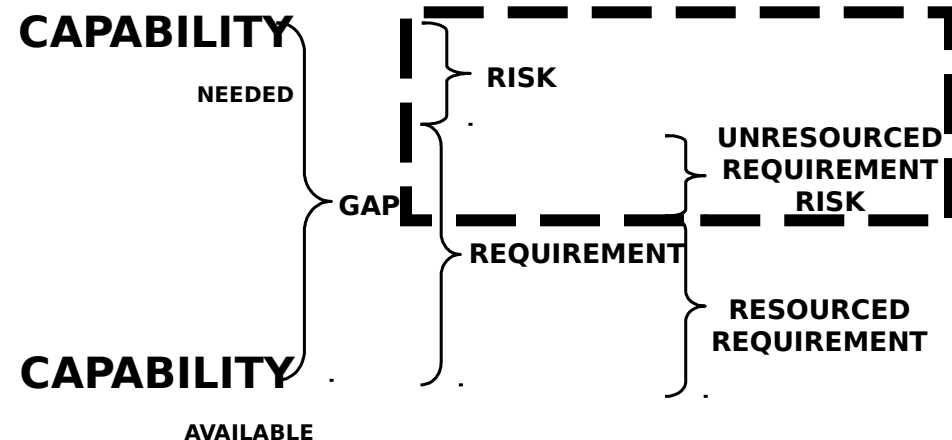 CAPABILITY
NEEDED
RISK
UNRESOURCED
REQUIREMENT
RISK
GAP
REQUIREMENT
RESOURCED
REQUIREMENT
CAPABILITY
AVAILABLE